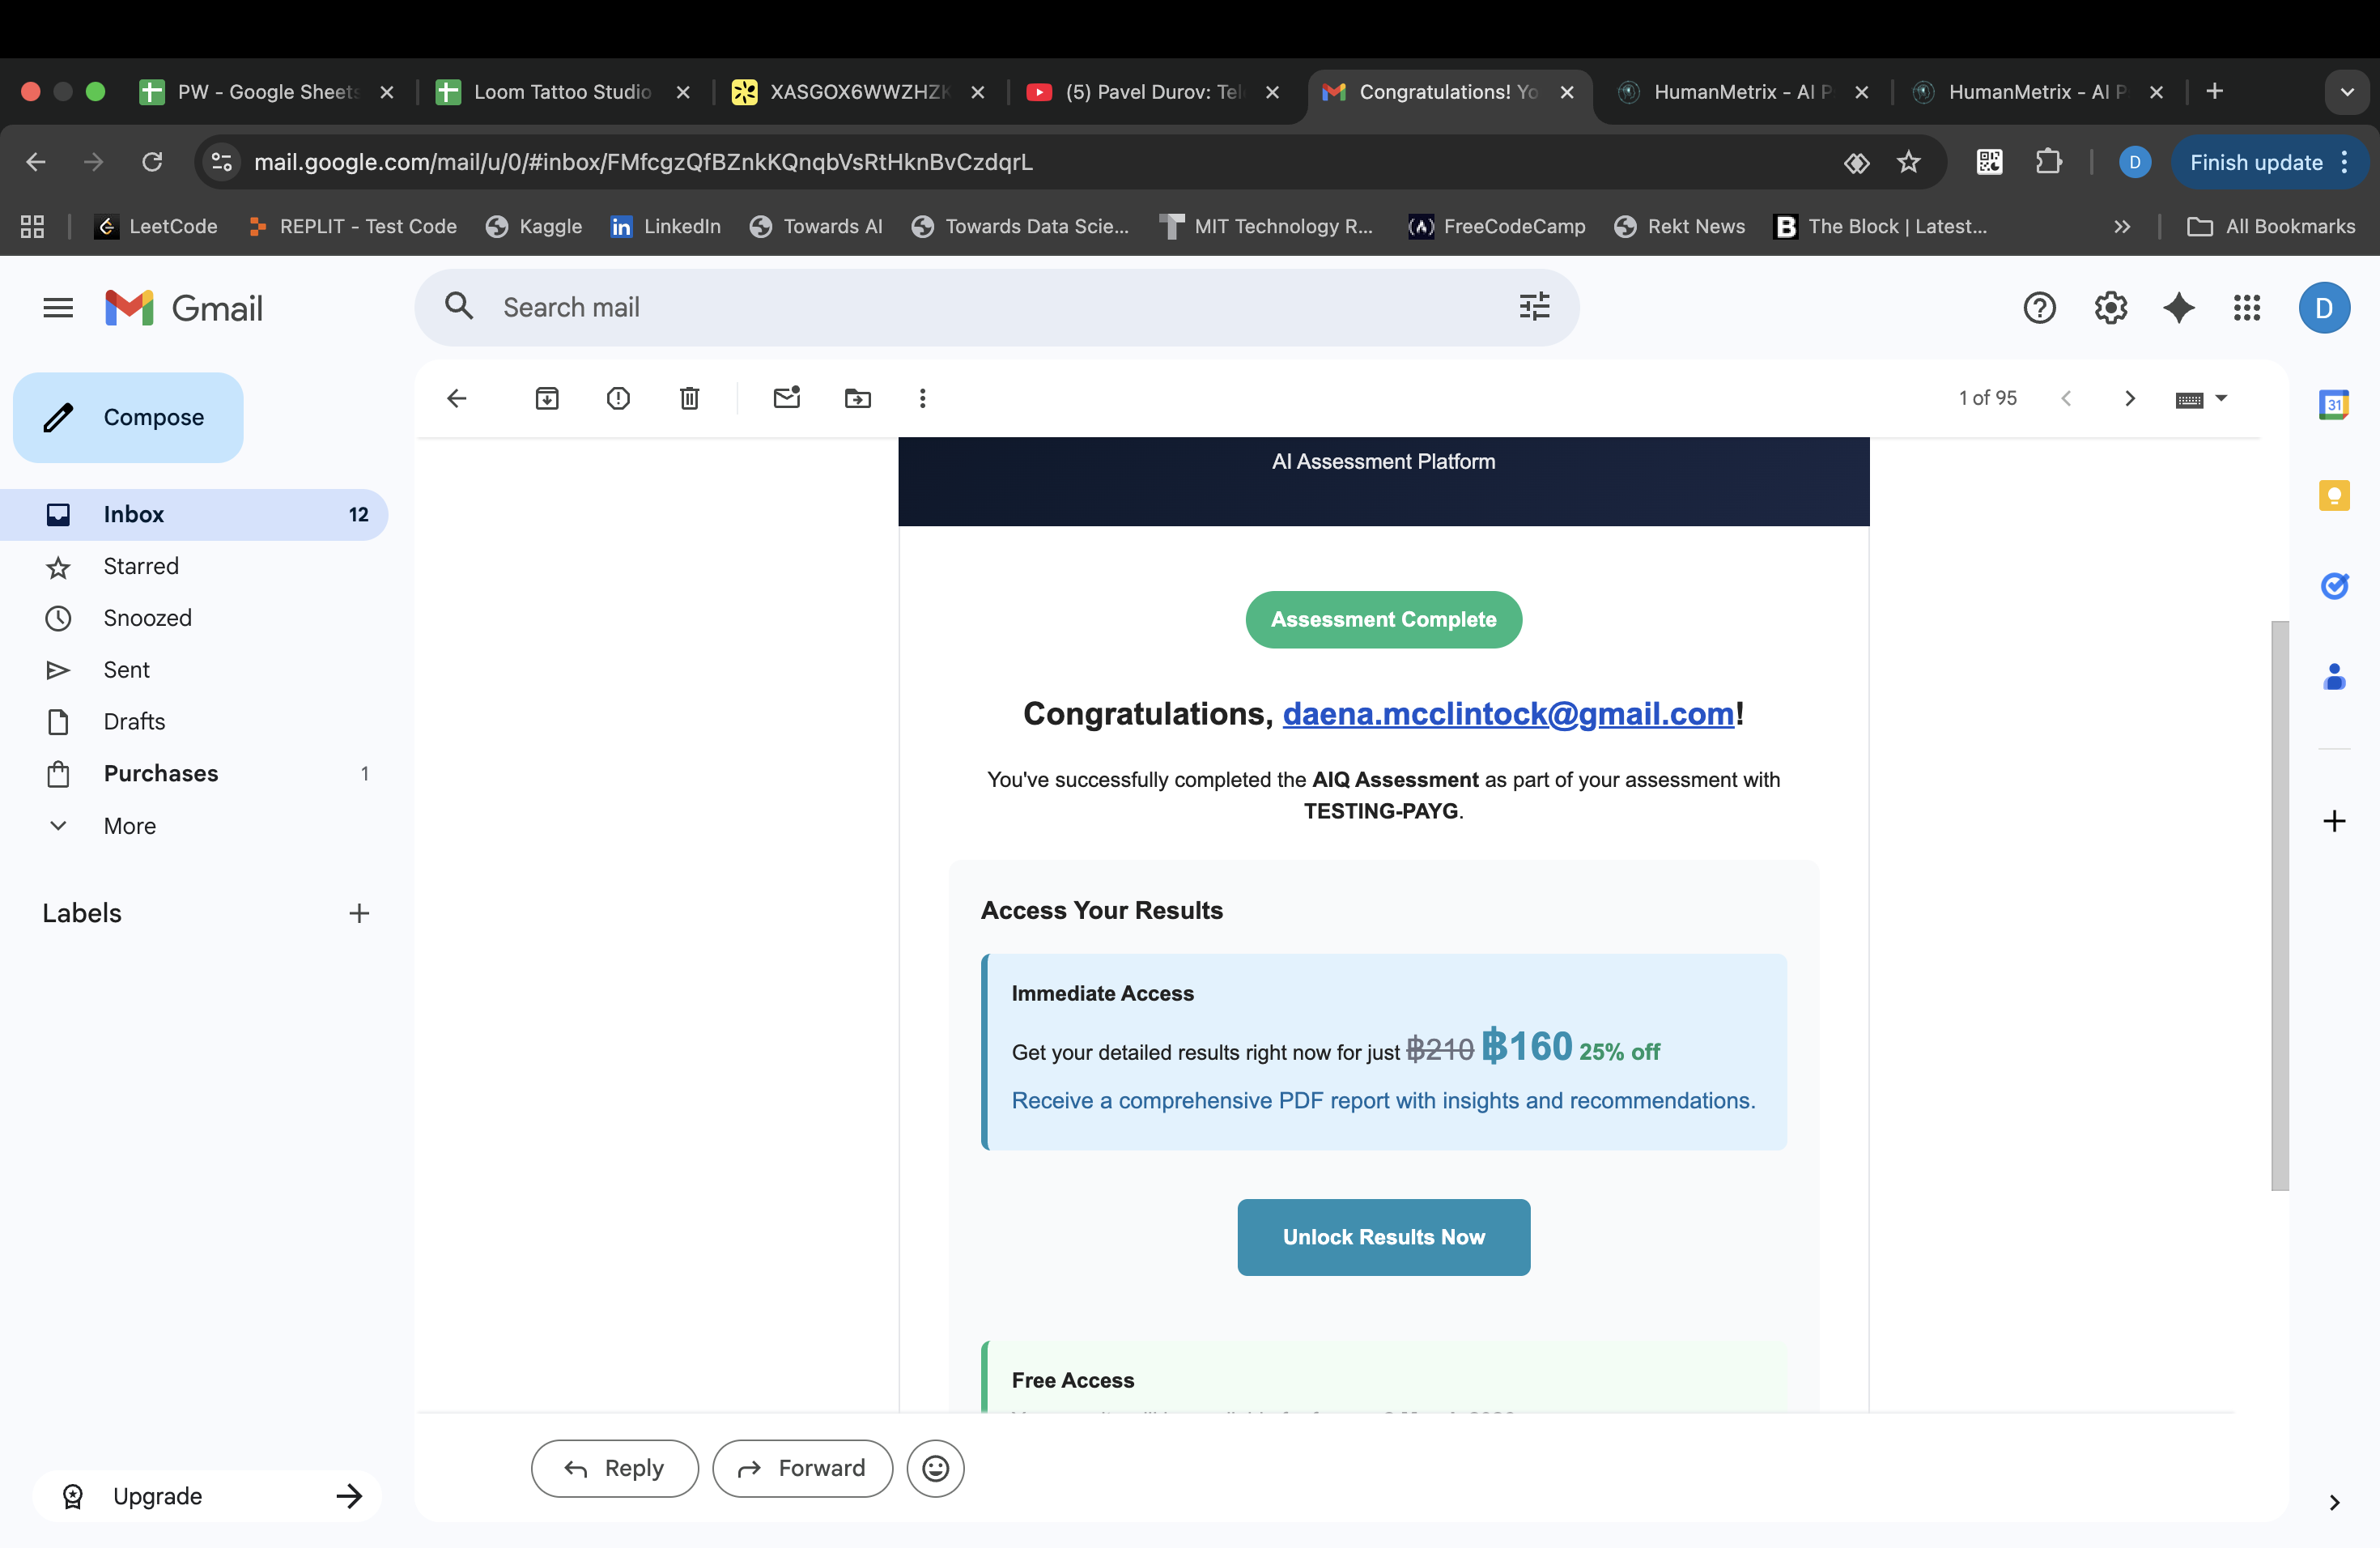 PW - Google Sheets
Loom Tattoo Studio
XASGOX6WWZHZK
(5) Pavel Durov: Tel
Congratulations! Yo
HumanMetrix - AI P
HumanMetrix - AI P
mail.google.com/mail/u/0/#inbox/FMfcgzQfBZnkKQnqbVsRtHknBvCzdqrL
D
Finish update
LeetCode
REPLIT - Test Code
Kaggle
LinkedIn
Towards AI
Towards Data Scie...
MIT Technology R...
FreeCodeCamp
Rekt News
The Block | Latest...
All Bookmarks
Gmail
Search mail
D
Compose
1 of 95
31
Inbox 12
Starred
Snoozed
Sent
Drafts
Purchases 1
More
Labels
Upgrade
AI Assessment Platform
Assessment Complete
Congratulations, daena.mcclintock@gmail.com!
You've successfully completed the AIQ Assessment as part of your assessment with
TESTING-PAYG.
Access Your Results
Immediate Access
Get your detailed results right now for just ฿210 ฿160 25% off
Receive a comprehensive PDF report with insights and recommendations.
Unlock Results Now
Free Access
Reply
Forward